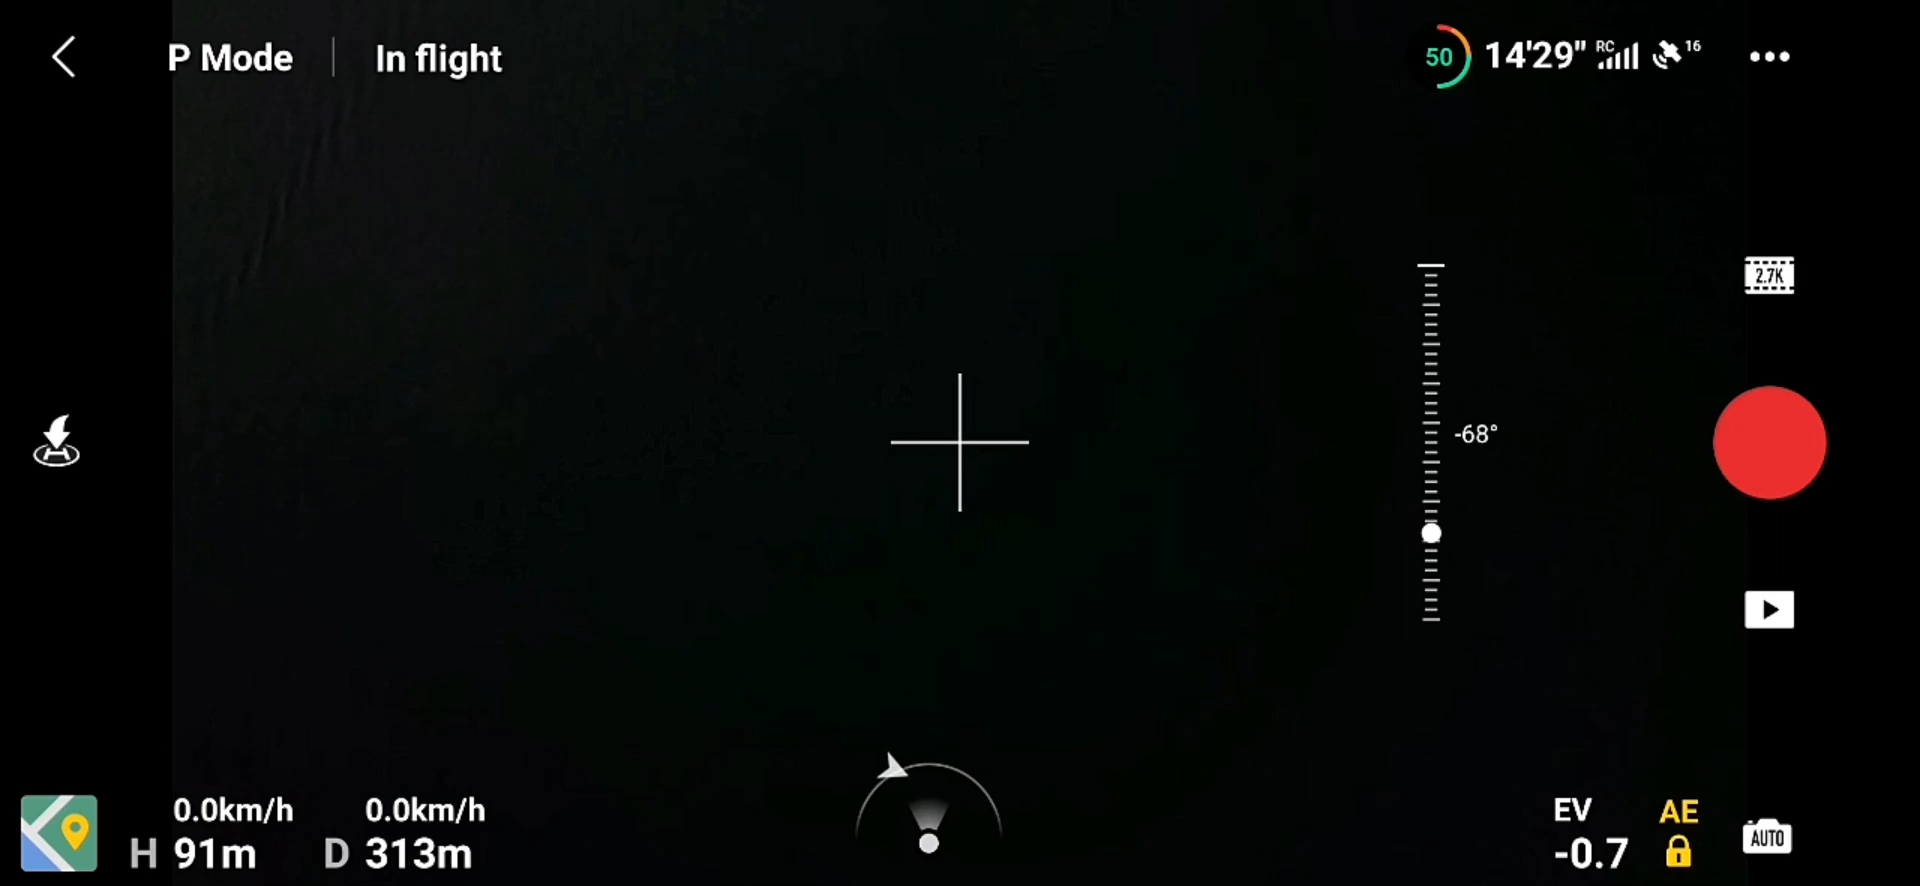 P Mode | In flight
50 14'29" RC 16
2.7K
-68°
0.0km/h 0.0km/h
H 91m D 313m
EV AE
-0.7
AUTO